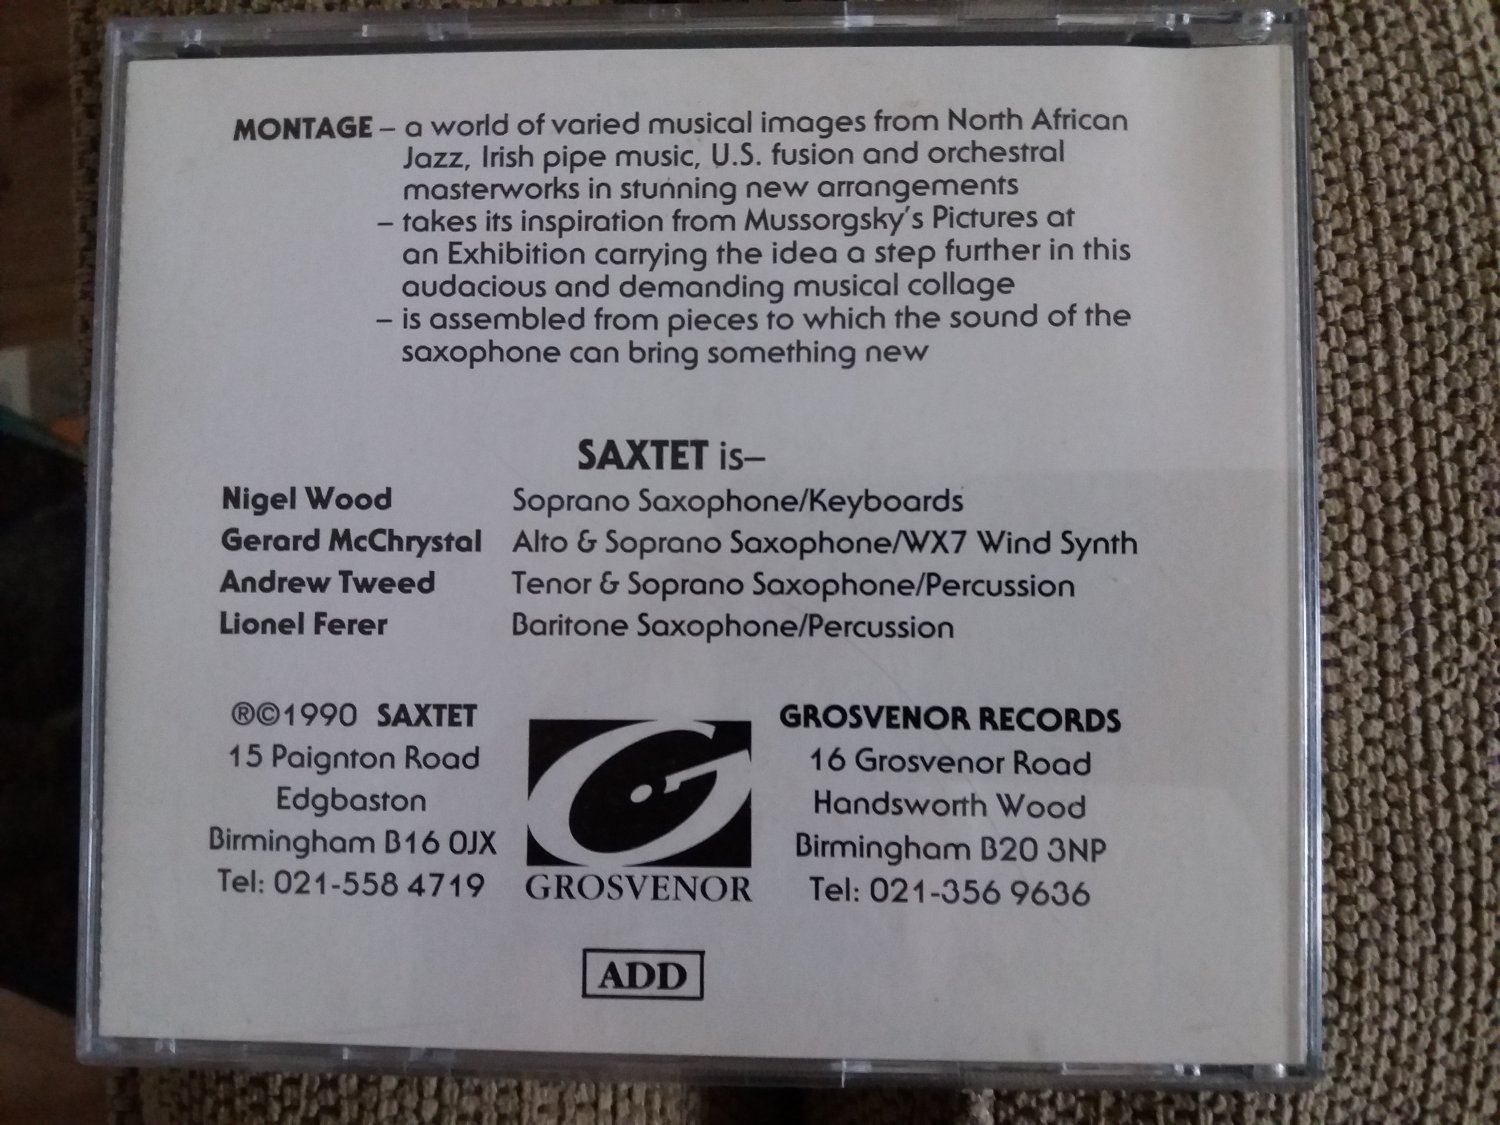 MONTAGE – a world of varied musical images from North African
Jazz, Irish pipe music, U.S. fusion and orchestral
masterworks in stunning new arrangements
– takes its inspiration from Mussorgsky's Pictures at
an Exhibition carrying the idea a step further in this
audacious and demanding musical collage
– is assembled from pieces to which the sound of the
saxophone can bring something new
SAXTET is–
Nigel Wood Soprano Saxophone/Keyboards
Gerard McChrystal Alto & Soprano Saxophone/WX7 Wind Synth
Andrew Tweed Tenor & Soprano Saxophone/Percussion
Lionel Ferer Baritone Saxophone/Percussion
®©1990 SAXTET
15 Paignton Road
Edgbaston
Birmingham B16 0JX
Tel: 021-558 4719
G
GROSVENOR
GROSVENOR RECORDS
16 Grosvenor Road
Handsworth Wood
Birmingham B20 3NP
Tel: 021-356 9636
ADD